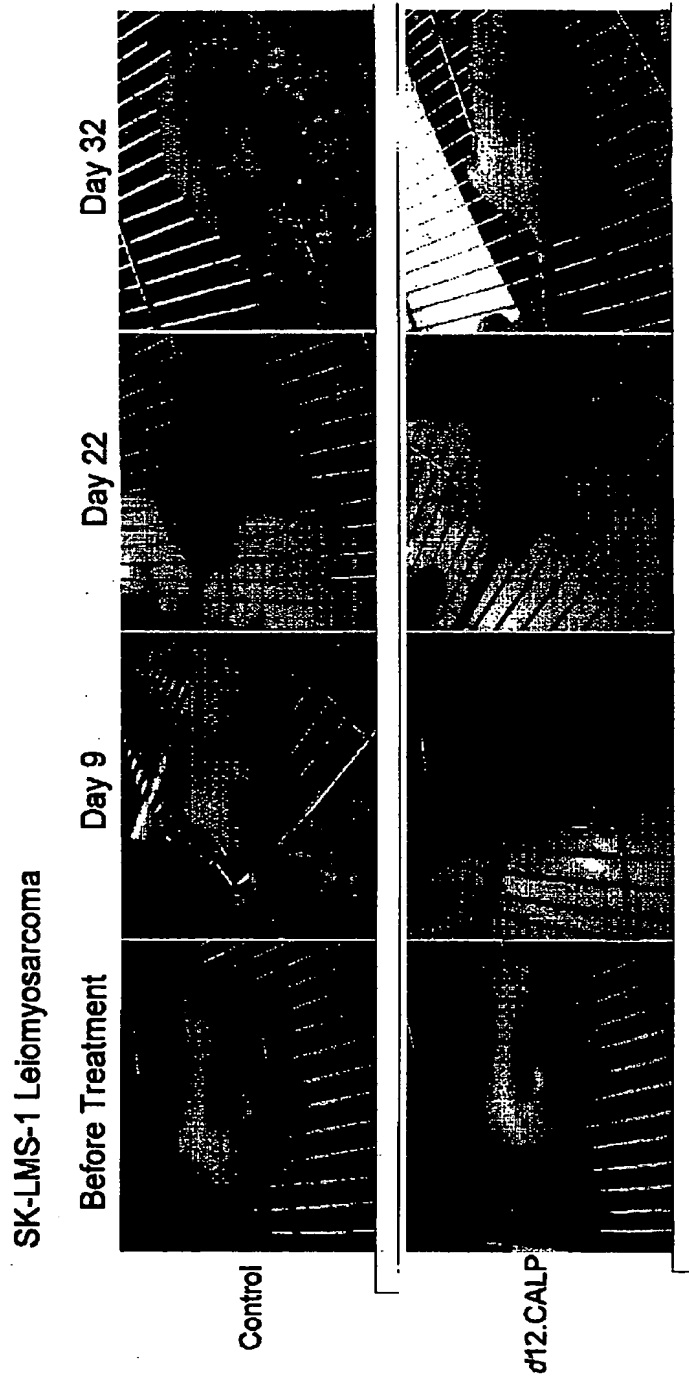 SK-LMS-1 Leiomyosarcoma
Before Treatment Day 9 Day 22 Day 32
Control
d12.CALP